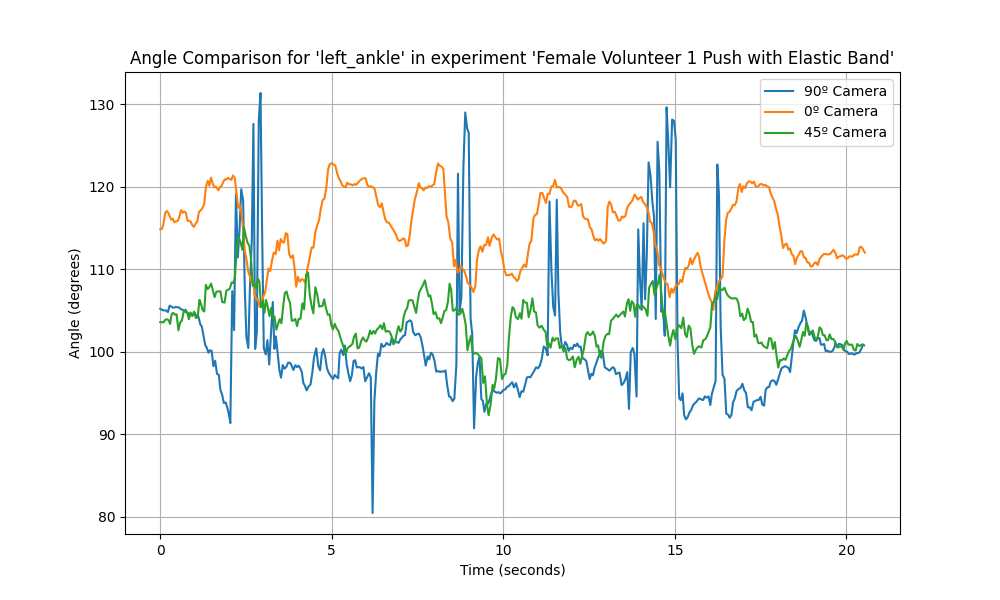 Angle Comparison for 'left_ankle' in experiment 'Female Volunteer 1 Push with Elastic Band'
90º Camera
0º Camera
45º Camera
130
120
110
100
90
80
Angle (degrees)
0
5
10
15
20
Time (seconds)